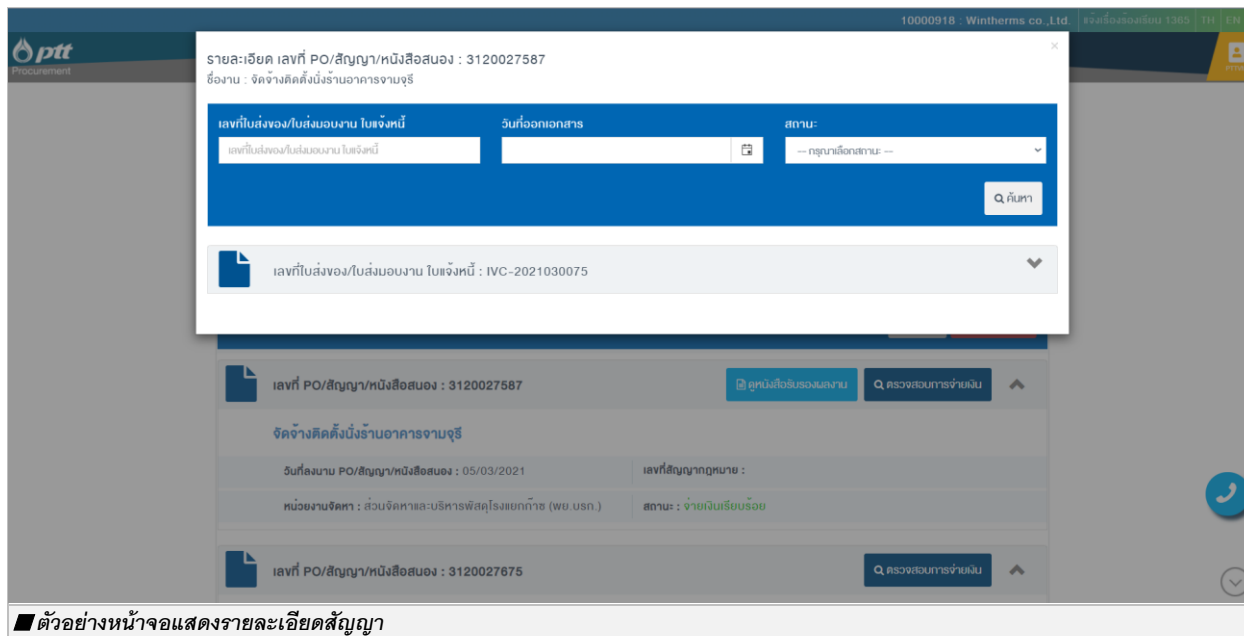 10000918 : Wintherms co.,Ltd. แจ้งเรื่องร้องเรียน 1365 TH EN
ptt
Procurement
×
รายละเอียด เลขที่ PO/สัญญา/หนังสือสนอง : 3120027587
ชื่องาน : จัดจ้างติดตั้งนั่งร้านอาคารจามจุรี
เลขที่ใบส่งของ/ใบส่งมอบงาน ใบแจ้งหนี้ วันที่ออกเอกสาร สถานะ
เลขที่ใบส่งของ/ใบส่งมอบงาน ใบแจ้งหนี้ -- กรุณาเลือกสถานะ --
ค้นหา
เลขที่ใบส่งของ/ใบส่งมอบงาน ใบแจ้งหนี้ : IVC-2021030075
เลขที่ PO/สัญญา/หนังสือสนอง : 3120027587 ดูหนังสือรับรองผลงาน ตรวจสอบการจ่ายเงิน
จัดจ้างติดตั้งนั่งร้านอาคารจามจุรี
วันที่ลงนาม PO/สัญญา/หนังสือสนอง : 05/03/2021 เลขที่สัญญากฎหมาย :
หน่วยงานจัดหา : ส่วนจัดหาและบริหารพัสดุโรงแยกก๊าซ (พย.บรก.) สถานะ : จ่ายเงินเรียบร้อย
เลขที่ PO/สัญญา/หนังสือสนอง : 3120027675 ตรวจสอบการจ่ายเงิน
ตัวอย่างหน้าจอแสดงรายละเอียดสัญญา